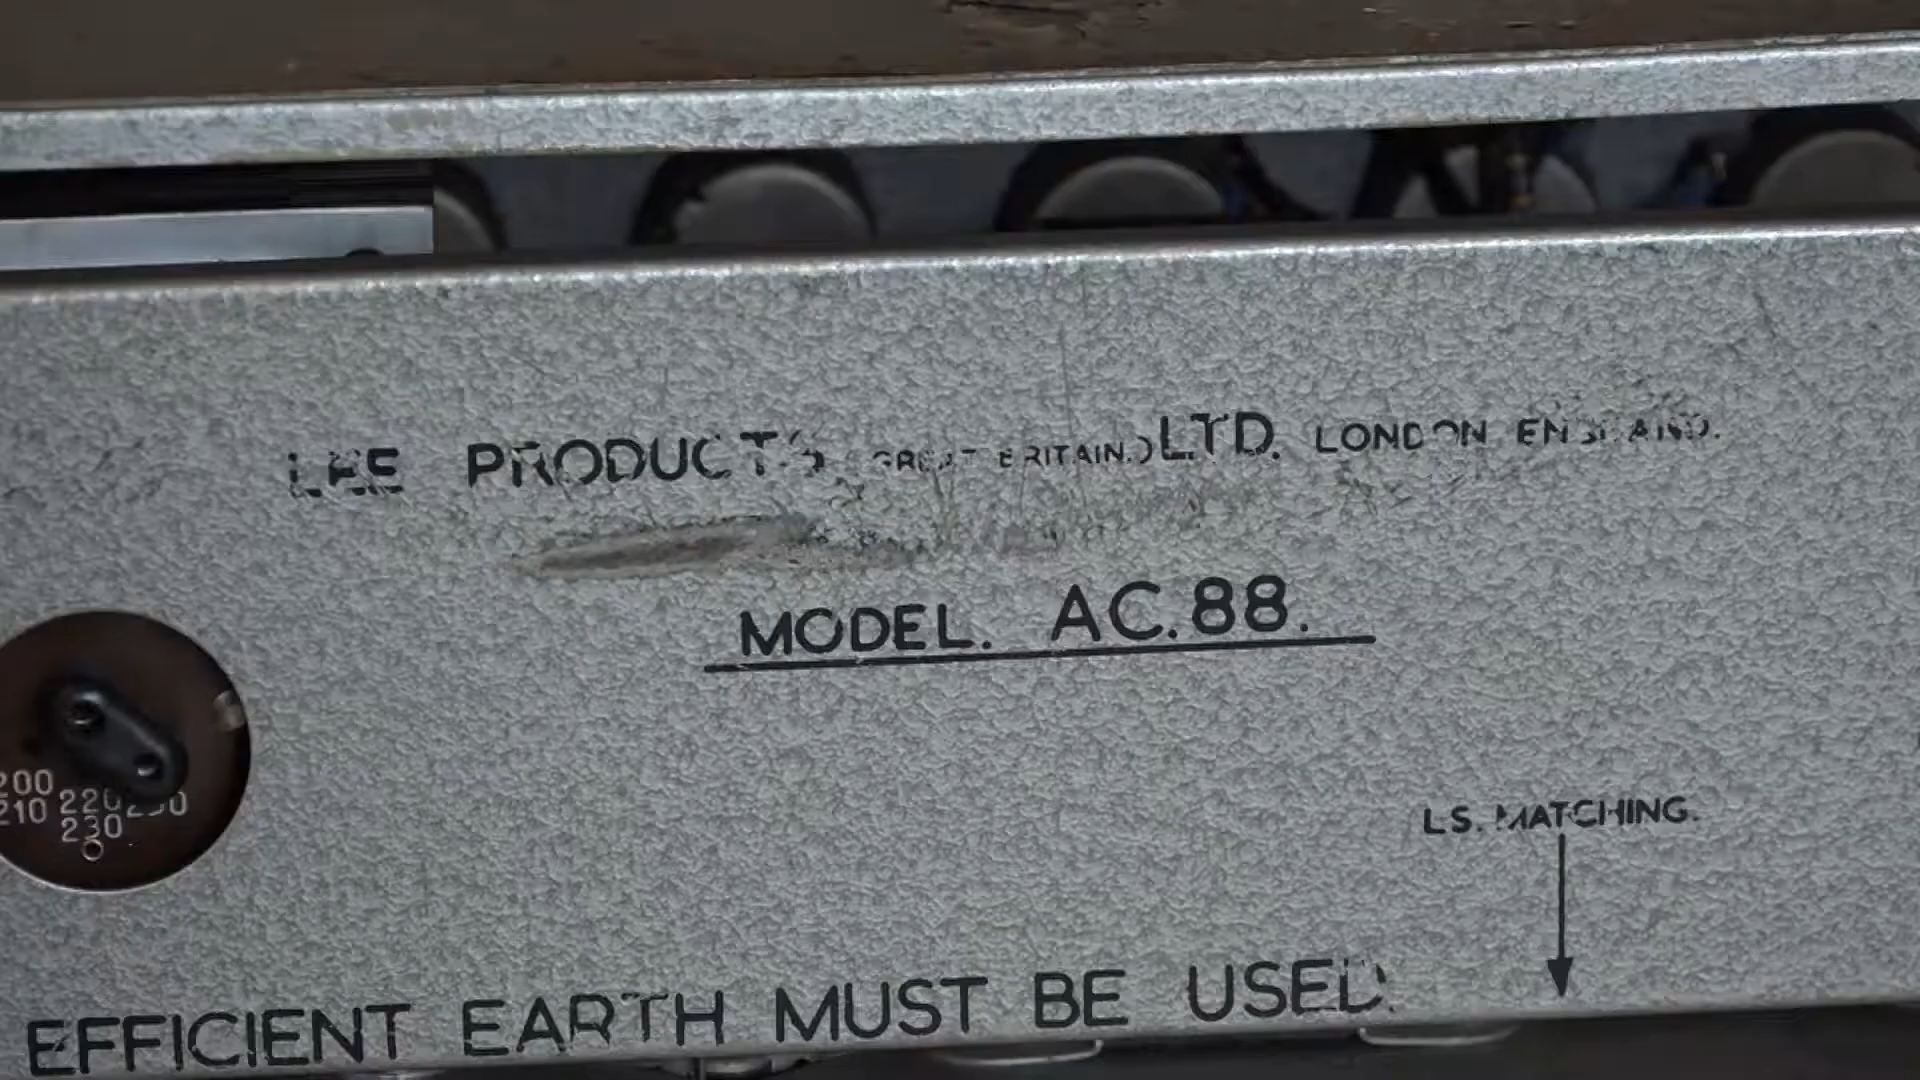 LEE PRODUCTS (GREAT BRITAIN.) LTD. LONDON ENGLAND.
MODEL. AC.88.
200
210 220
230
L.S. MATCHING.
EFFICIENT EARTH MUST BE USED.